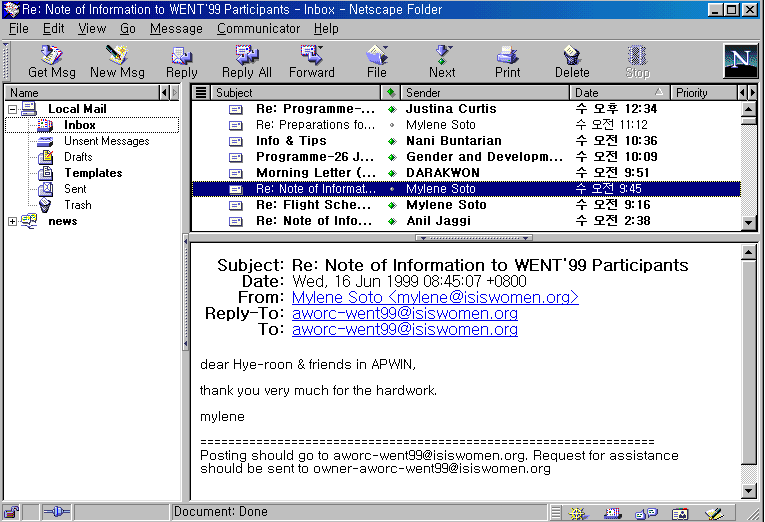 Re: Note of Information to WENT'99 Participants - Inbox - Netscape Folder
File Edit View Go Message Communicator Help
Get Msg New Msg Reply Reply All Forward File Next Print Delete Stop
N
Name
Local Mail
Inbox
Unsent Messages
Drafts
Templates
Sent
Trash
news
Subject Sender Date Priority
Re: Programme-... Justina Curtis 수 오후 12:34
Re: Preparations fo... Mylene Soto 수 오전 11:12
Info & Tips Nani Buntarian 수 오전 10:36
Programme-26 J... Gender and Developm... 수 오전 10:09
Morning Letter (... DARAKWON 수 오전 9:51
Re: Note of Informat... Mylene Soto 수 오전 9:45
Re: Flight Sche... Mylene Soto 수 오전 9:16
Re: Note of Info... Anil Jaggi 수 오전 2:38
Subject: Re: Note of Information to WENT'99 Participants
Date: Wed, 16 Jun 1999 08:45:07 +0800
From: Mylene Soto <mylene@isiswomen.org>
Reply-To: aworc-went99@isiswomen.org
To: aworc-went99@isiswomen.org
dear Hye-roon & friends in APWIN,
thank you very much for the hardwork.
mylene
=================================================================
Posting should go to aworc-went99@isiswomen.org. Request for assistance
should be sent to owner-aworc-went99@isiswomen.org
Document: Done